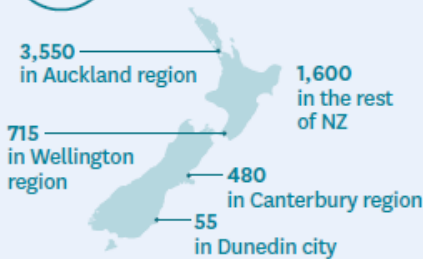 3,550
in Auckland region
1,600
in the rest
of NZ
715
in Wellington
region
480
in Canterbury region
55
in Dunedin city